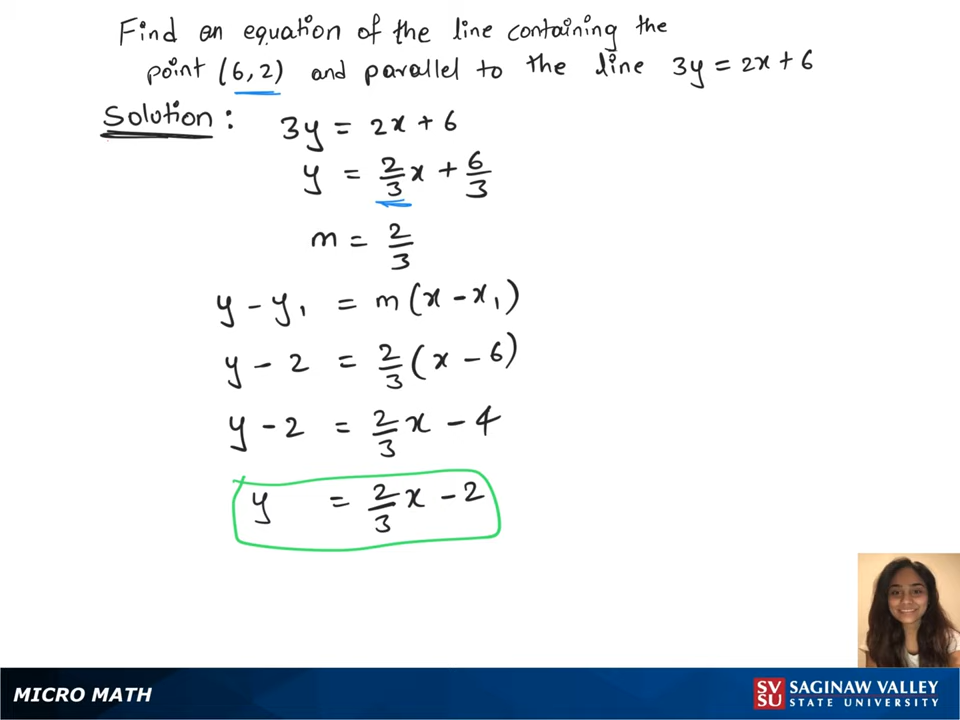 Find an equation of the line containing the
point (6,2) and parallel to the line 3y = 2x + 6
Solution :
3y = 2x + 6
y = 2/3 x + 6/3
m = 2/3
y - y₁ = m(x - x₁)
y - 2 = 2/3 (x - 6)
y - 2 = 2/3 x - 4
y = 2/3 x - 2
MICRO MATH
SV SU
SAGINAW VALLEY
STATE UNIVERSITY